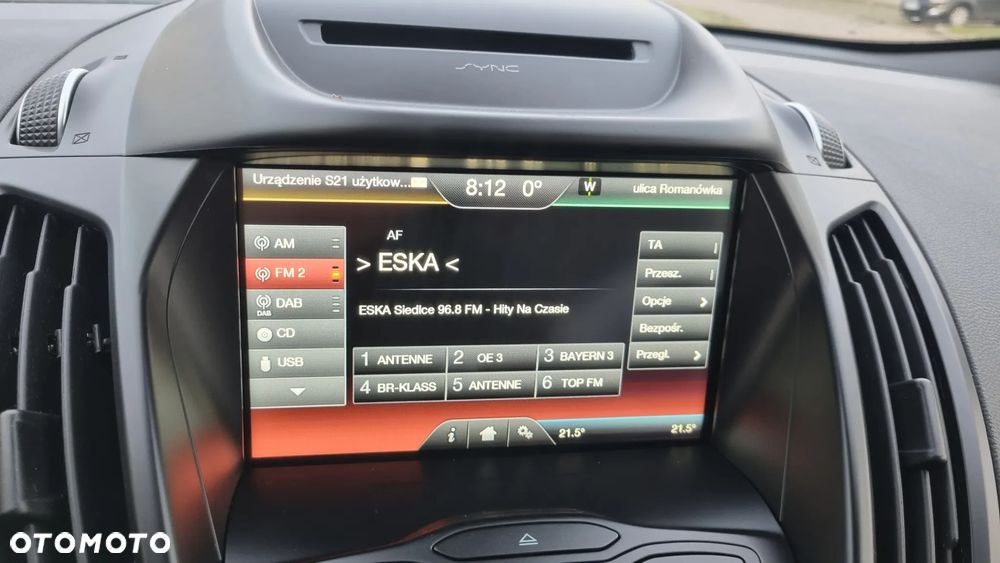 SYNC
Urządzenie S21 użytkow... 8:12 0° W ulica Romanówka
AM
FM 2
DAB
DAB
CD
USB
AF
> ESKA <
ESKA Siedlce 96.8 FM - Hity Na Czasie
1 ANTENNE 2 OE 3 3 BAYERN 3
4 BR-KLASS 5 ANTENNE 6 TOP FM
TA
Przesz.
Opcje
Bezpośr.
Przegl.
i 21.5° 21.5°
OTOMOTO